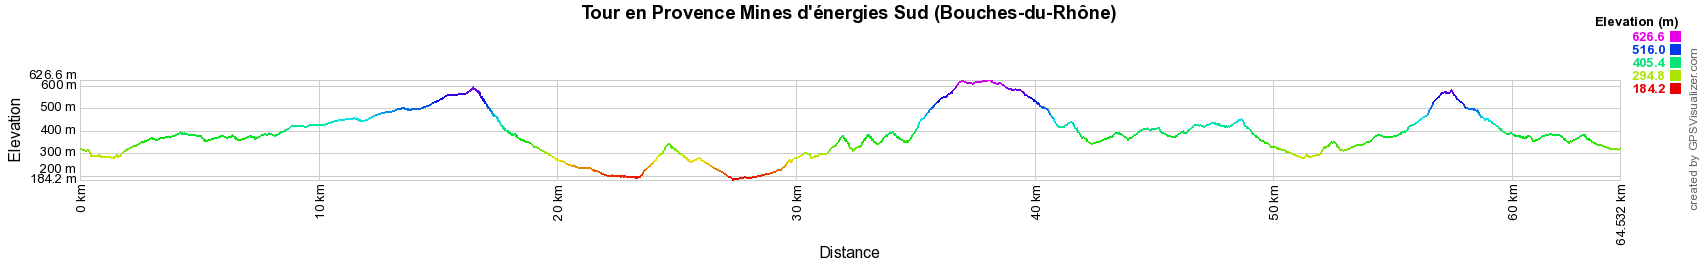 Tour en Provence Mines d'énergies Sud (Bouches-du-Rhône)
Elevation (m)
626.6
516.0
405.4
294.8
184.2
Elevation
626.6 m
600 m
500 m
400 m
300 m
200 m
184.2 m
0 km
10 km
20 km
30 km
40 km
50 km
60 km
64.532 km
Distance
created by GPSVisualizer.com